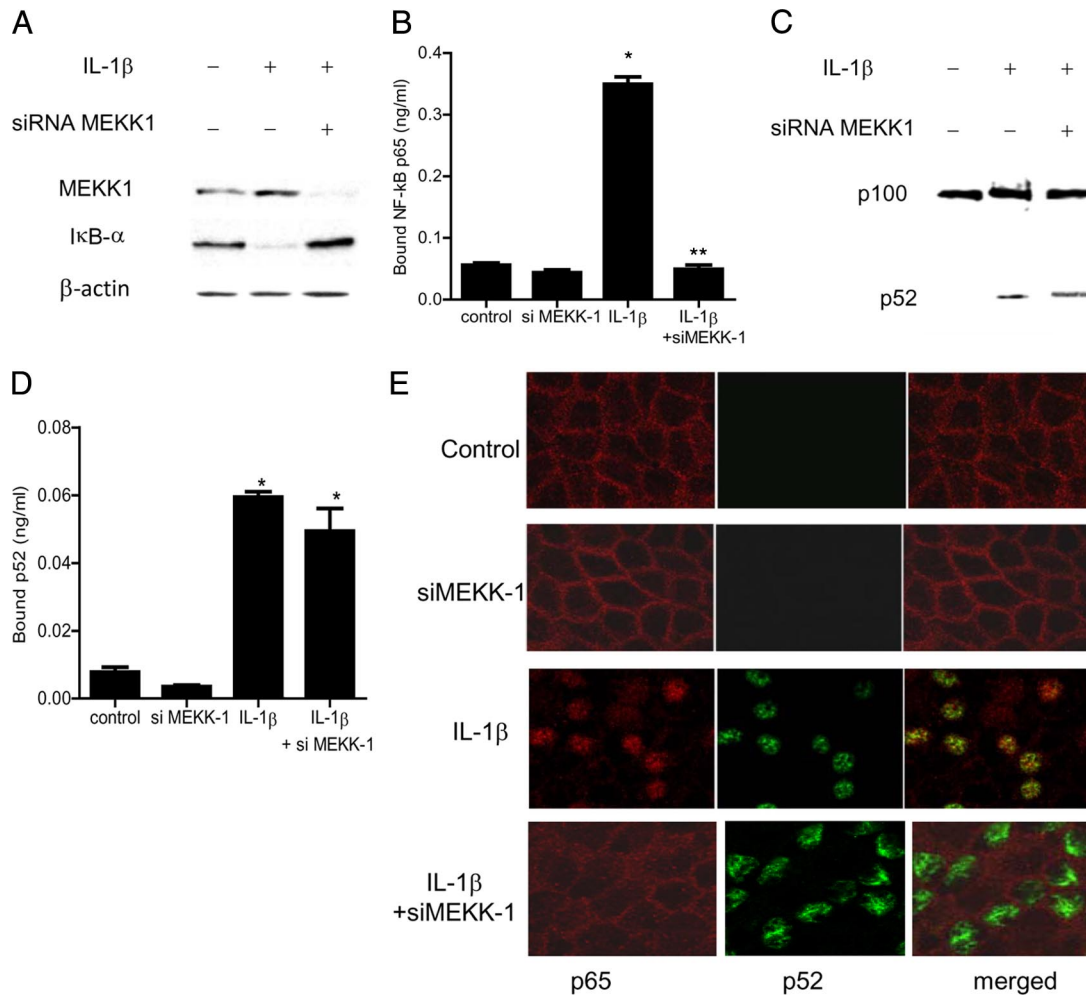 A
IL-1β – + +
siRNA MEKK1 – – +
MEKK1
IκB-α
β-actin
B
Bound NF-kB p65 (ng/ml)
0.4
0.3
0.2
0.1
0.0
*
**
control si MEKK-1 IL-1β IL-1β
+siMEKK-1
C
IL-1β – + +
siRNA MEKK1 – – +
p100
p52
D
Bound p52 (ng/ml)
0.08
0.06
0.04
0.02
0.00
* *
control si MEKK-1 IL-1β IL-1β
+ si MEKK-1
E
Control
siMEKK-1
IL-1β
IL-1β
+siMEKK-1
p65 p52 merged